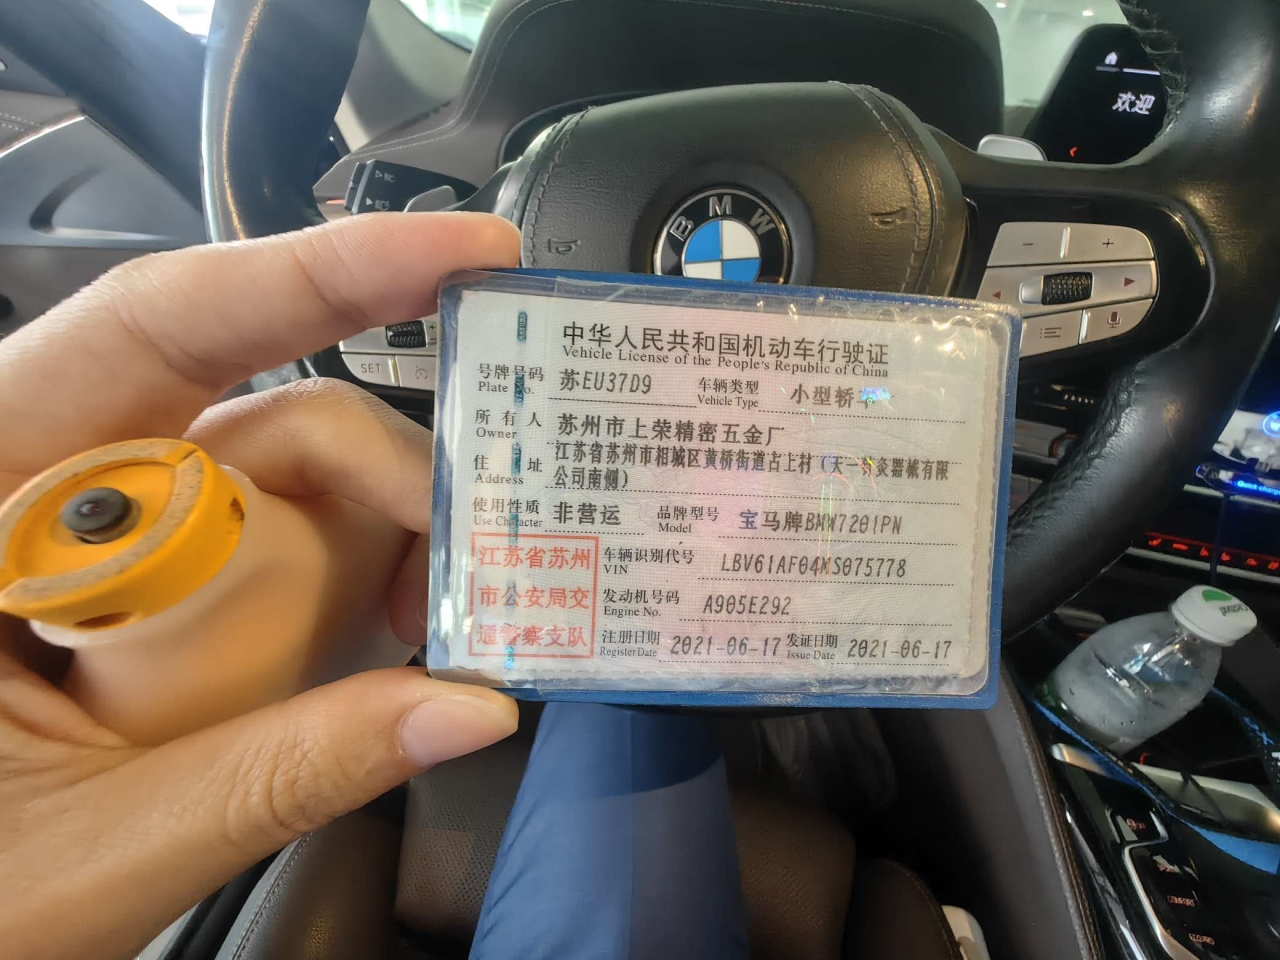 欢迎
BMW
SET
中华人民共和国机动车行驶证
Vehicle License of the People's Republic of China
号牌号码 苏EU37D9 车辆类型 小型轿车
Plate No. Vehicle Type
所有人 苏州市上荣精密五金厂
Owner
住址 江苏省苏州市相城区黄桥街道占上村（天一针灸器械有限
Address 公司南侧）
使用性质 非营运 品牌型号 宝马牌BMW7201PN
Use Character Model
江苏省苏州
市公安局交
通警察支队
车辆识别代号 LBV61AF04MS075778
VIN
发动机号码 A905E292
Engine No.
注册日期 2021-06-17 发证日期 2021-06-17
Register Date Issue Date
Quick charge